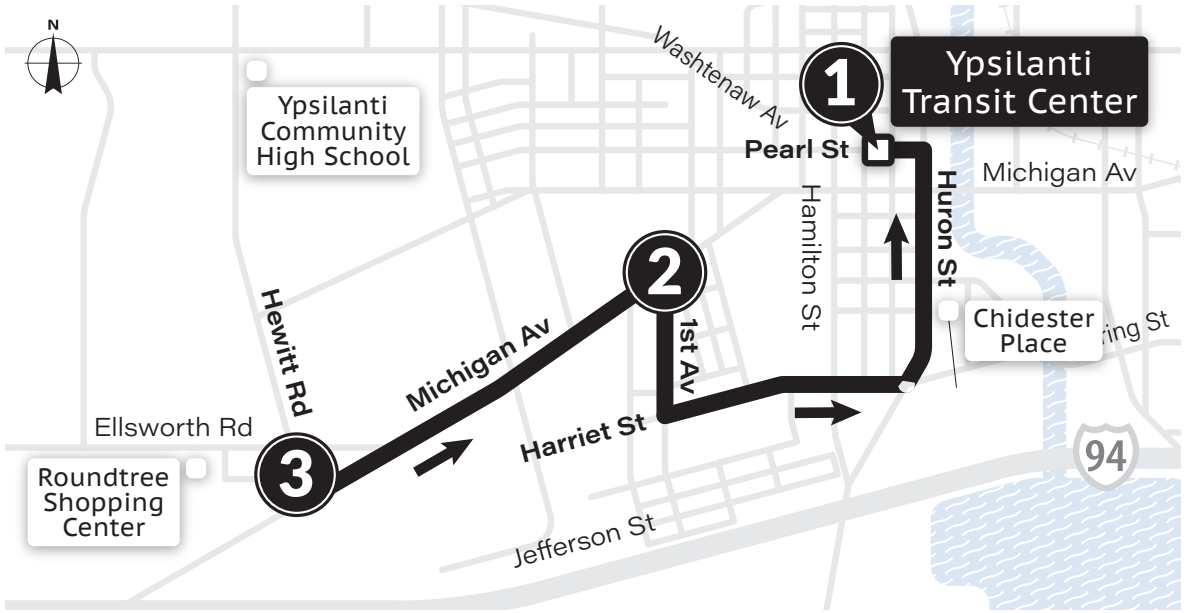 N
Washtenaw Av
1
Ypsilanti
Transit Center
Ypsilanti
Community
High School
Pearl St
Michigan Av
Huron St
Hamilton St
2
Hewitt Rd
Michigan Av
1st Av
Chidester
Place
ring St
Ellsworth Rd
Harriet St
3
Roundtree
Shopping
Center
94
Jefferson St